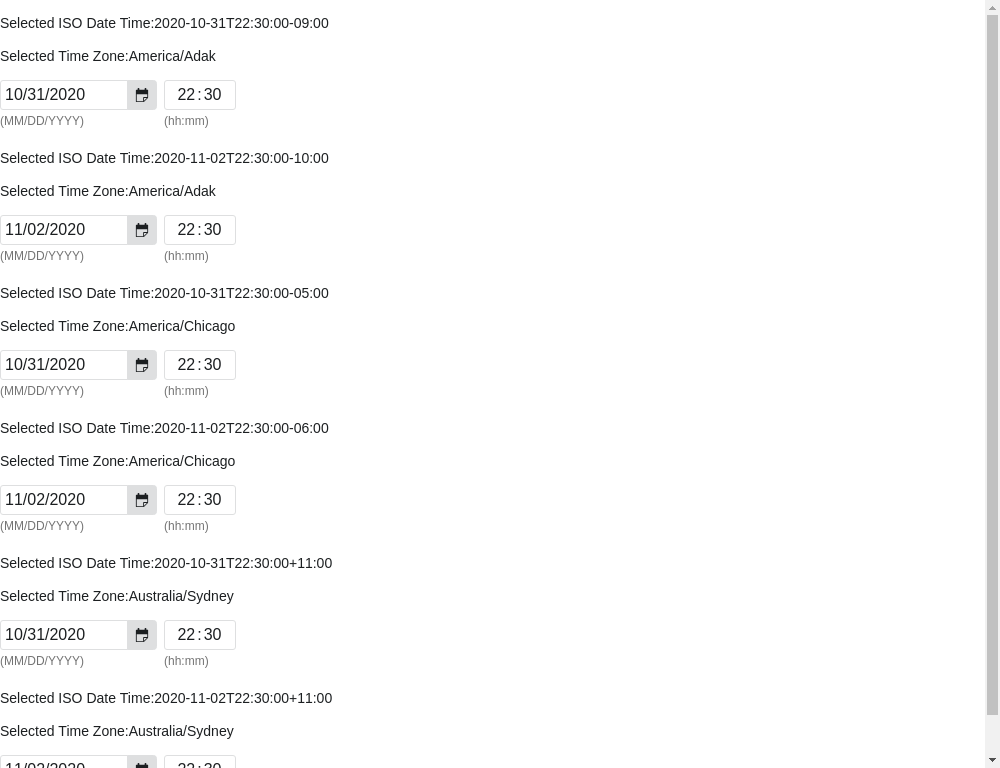 Selected ISO Date Time:2020-10-31T22:30:00-09:00
Selected Time Zone:America/Adak
10/31/2020 22:30
(MM/DD/YYYY) (hh:mm)
Selected ISO Date Time:2020-11-02T22:30:00-10:00
Selected Time Zone:America/Adak
11/02/2020 22:30
(MM/DD/YYYY) (hh:mm)
Selected ISO Date Time:2020-10-31T22:30:00-05:00
Selected Time Zone:America/Chicago
10/31/2020 22:30
(MM/DD/YYYY) (hh:mm)
Selected ISO Date Time:2020-11-02T22:30:00-06:00
Selected Time Zone:America/Chicago
11/02/2020 22:30
(MM/DD/YYYY) (hh:mm)
Selected ISO Date Time:2020-10-31T22:30:00+11:00
Selected Time Zone:Australia/Sydney
10/31/2020 22:30
(MM/DD/YYYY) (hh:mm)
Selected ISO Date Time:2020-11-02T22:30:00+11:00
Selected Time Zone:Australia/Sydney
11/02/2020 22:30